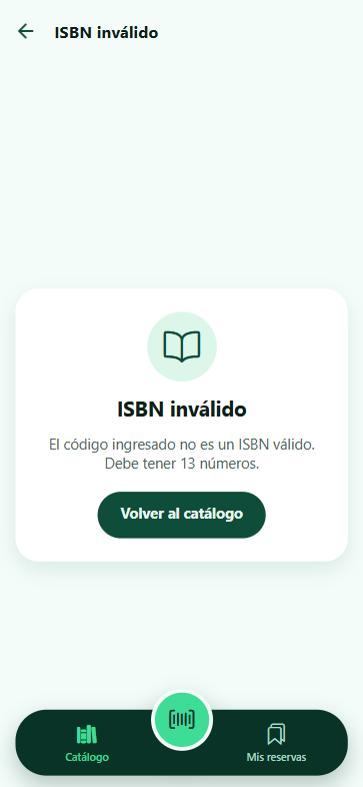 ISBN inválido
ISBN inválido
El código ingresado no es un ISBN válido.
Debe tener 13 números.
Volver al catálogo
Catálogo
Mis reservas